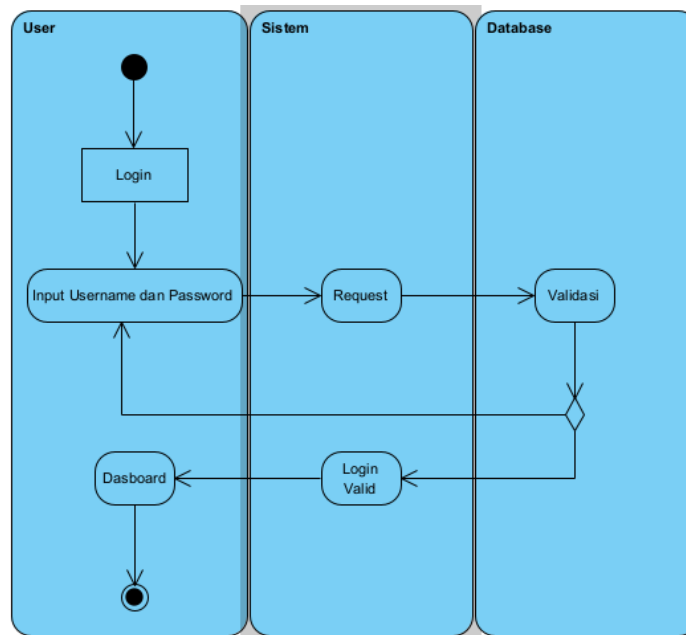 User
Sistem
Database
Login
Input Username dan Password
Request
Validasi
Dasboard
Login
Valid